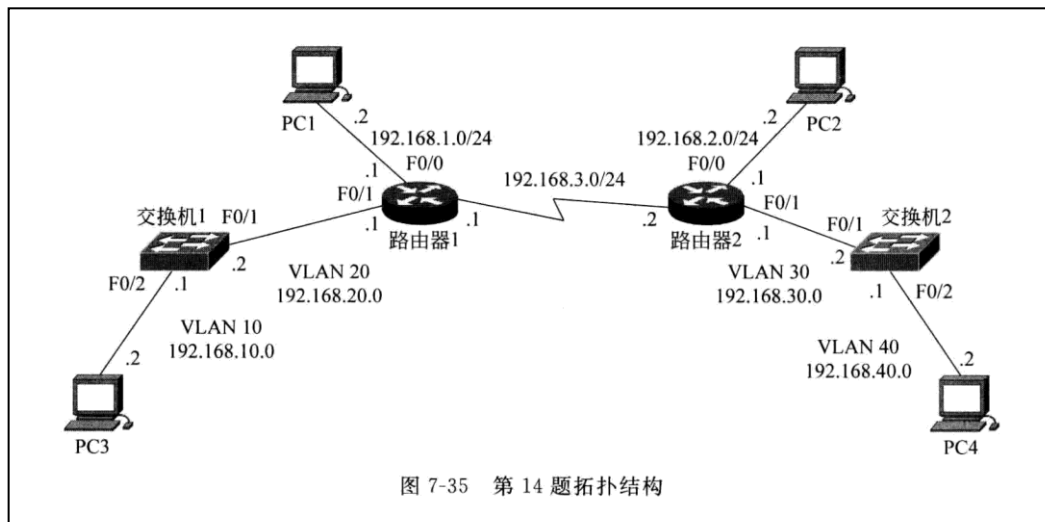 PC1
.2
192.168.1.0/24
.1
F0/0
PC2
.2
192.168.2.0/24
F0/0
.1
192.168.3.0/24
交换机1
F0/1
F0/1
.1
路由器1
.1
.2
路由器2
F0/1
.1
F0/1
交换机2
.2
F0/2
.1
.2
VLAN 20
192.168.20.0
VLAN 30
192.168.30.0
.1
F0/2
VLAN 10
192.168.10.0
.2
PC3
VLAN 40
192.168.40.0
.2
PC4
图 7-35 第 14 题拓扑结构